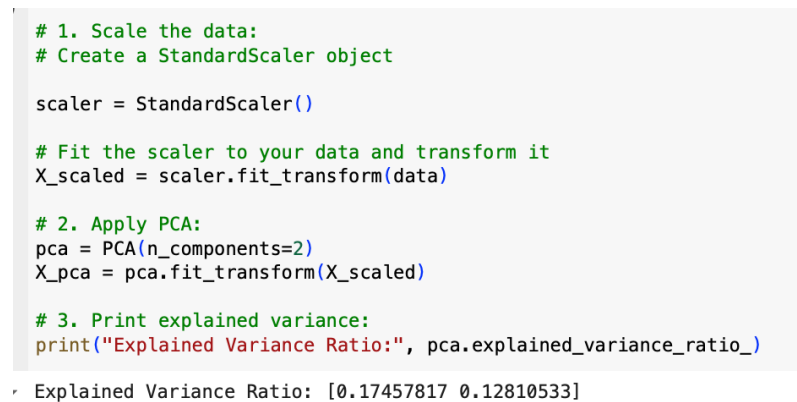 # 1. Scale the data:
# Create a StandardScaler object
scaler = StandardScaler()
# Fit the scaler to your data and transform it
X_scaled = scaler.fit_transform(data)
# 2. Apply PCA:
pca = PCA(n_components=2)
X_pca = pca.fit_transform(X_scaled)
# 3. Print explained variance:
print("Explained Variance Ratio:", pca.explained_variance_ratio_)
Explained Variance Ratio: [0.17457817 0.12810533]